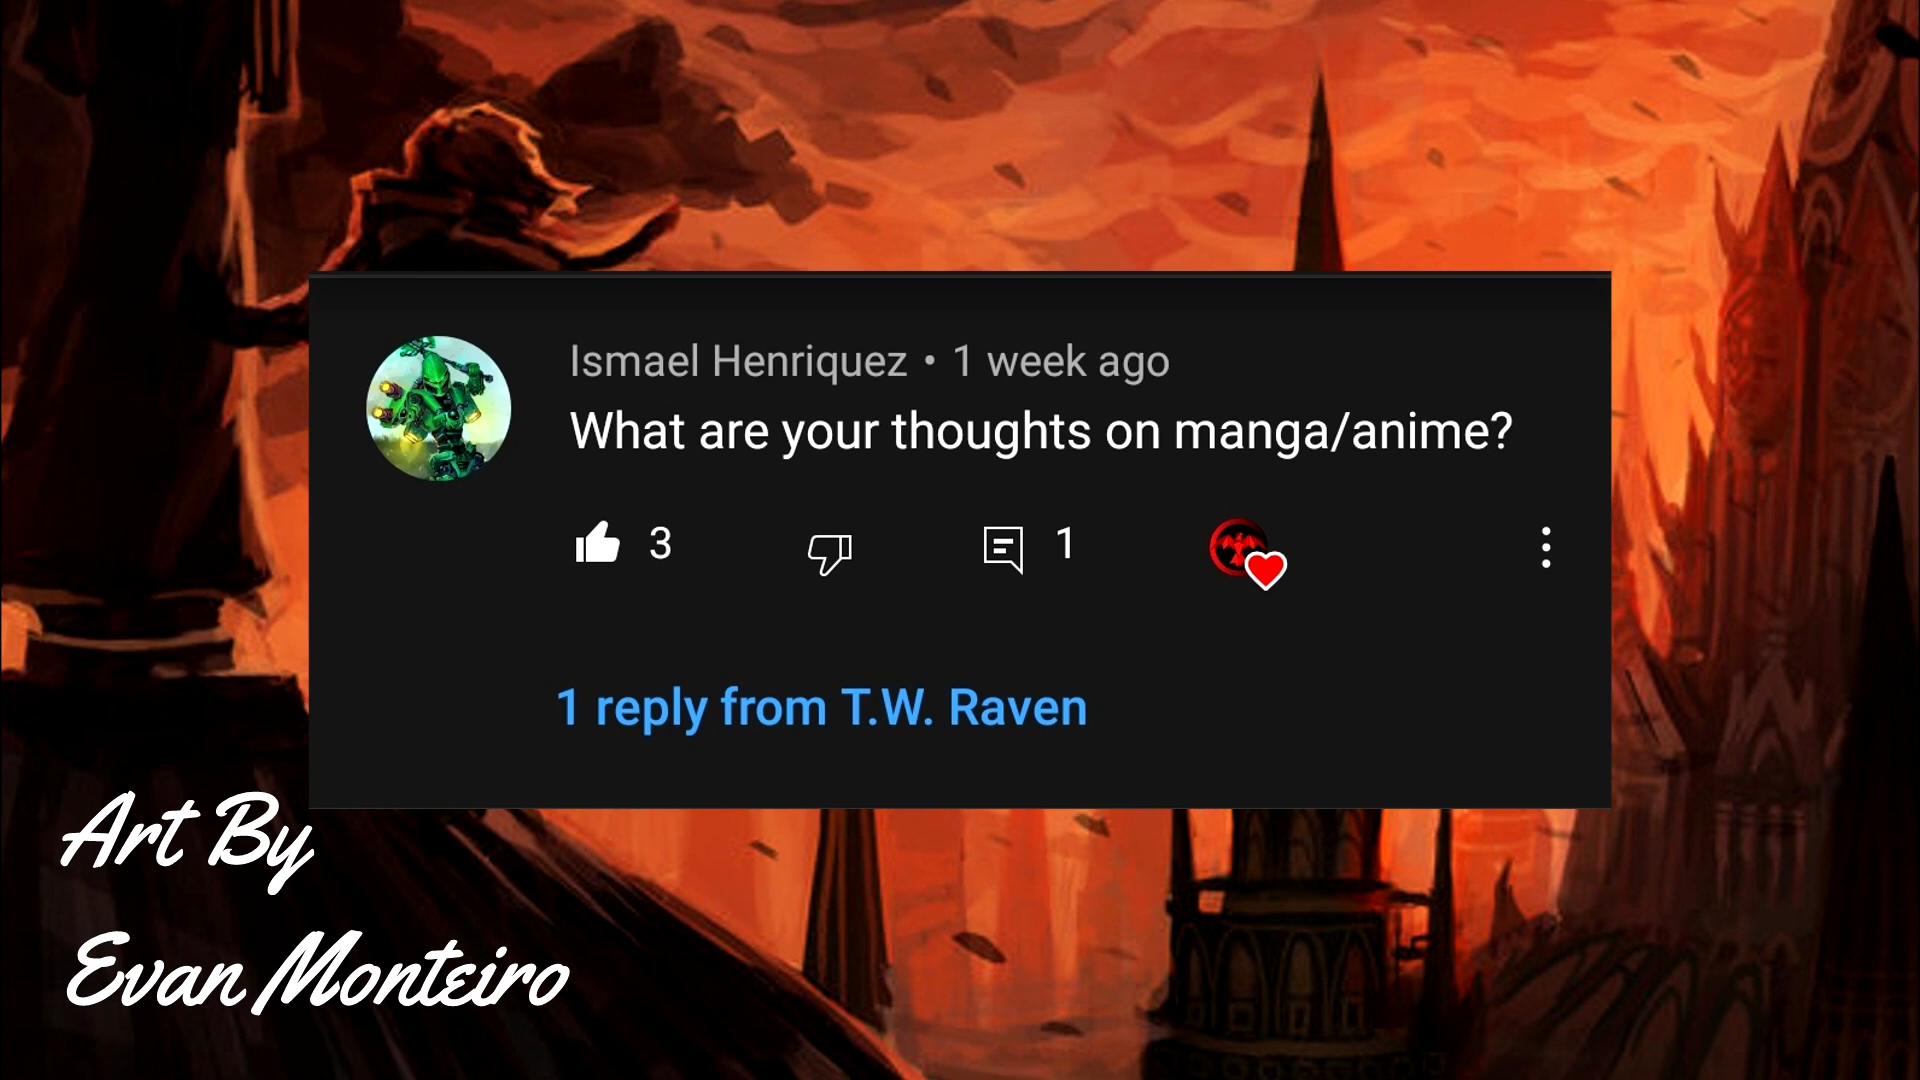 Ismael Henriquez • 1 week ago
What are your thoughts on manga/anime?
3 1
1 reply from T.W. Raven
Art By
Evan Monteiro